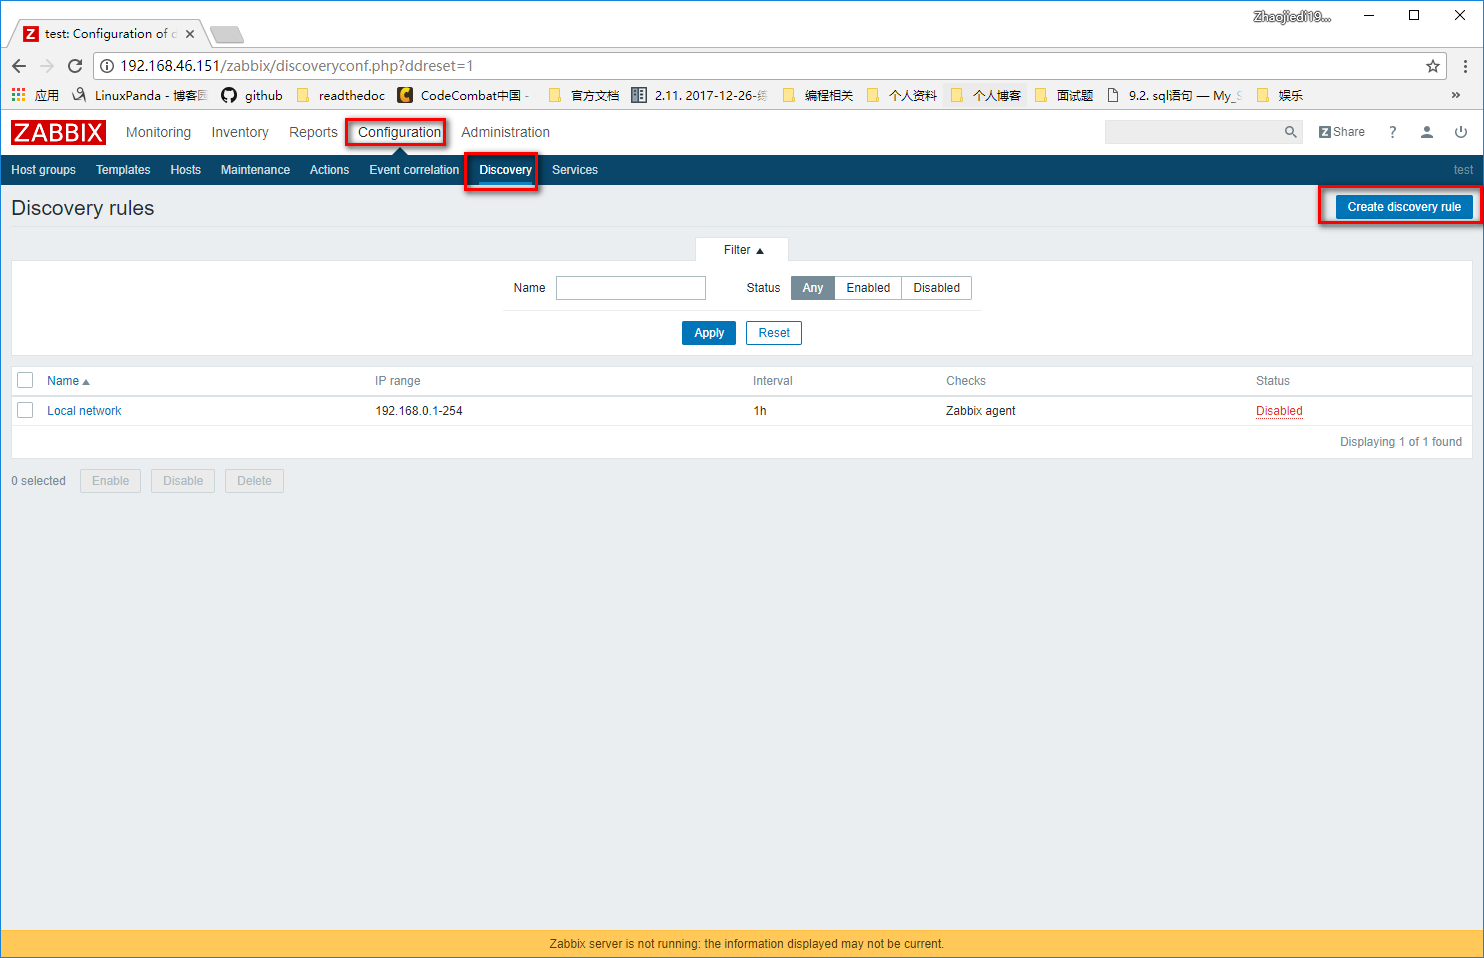 Zhaojiedi19...
test: Configuration of d
192.168.46.151/zabbix/discoveryconf.php?ddreset=1
应用 LinuxPanda - 博客园 github readthedoc CodeCombat中国 - 官方文档 2.11. 2017-12-26-练 编程相关 个人资料 个人博客 面试题 9.2. sql语句 — My_S 娱乐 »
ZABBIX Monitoring Inventory Reports Configuration Administration Z Share ?
Host groups Templates Hosts Maintenance Actions Event correlation Discovery Services test
Discovery rules Create discovery rule
Filter ▲
Name Status Any Enabled Disabled
Apply Reset
Name ▲ IP range Interval Checks Status
Local network 192.168.0.1-254 1h Zabbix agent Disabled
Displaying 1 of 1 found
0 selected Enable Disable Delete
Zabbix server is not running: the information displayed may not be current.